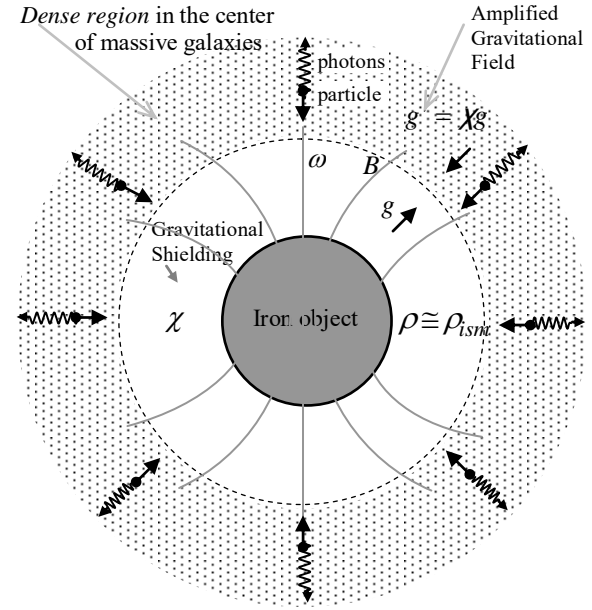 Dense region in the center
of massive galaxies
Amplified
Gravitational
Field
photons
particle
g = χg
ω
B
g
Gravitational
Shielding
χ
Iron object
ρ ≅ ρism